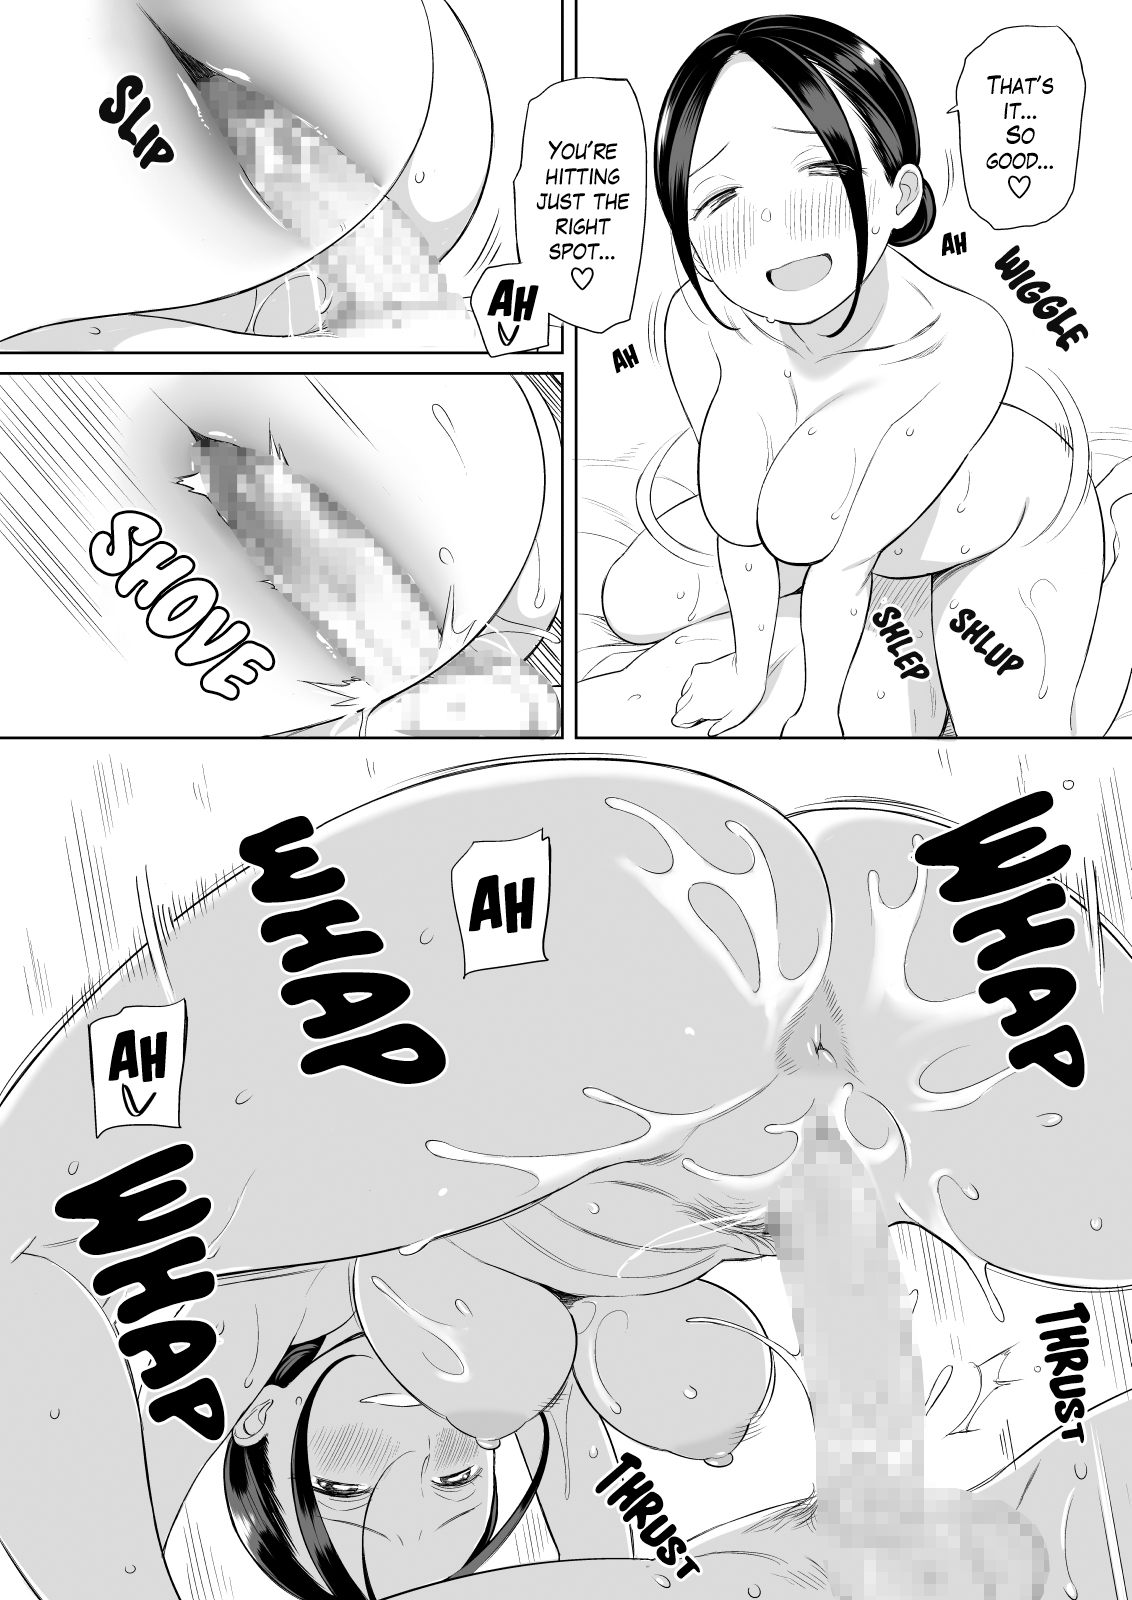 THAT'S
IT...
SO
GOOD...
♡
YOU'RE
HITTING
JUST THE
RIGHT
SPOT...
♡
AH
WIGGLE
AH
SHLUP
SHLEP
SLIP
AH
SHOVE
WHAP
AH
WHAP
AH
WHAP
THRUST
THRUST